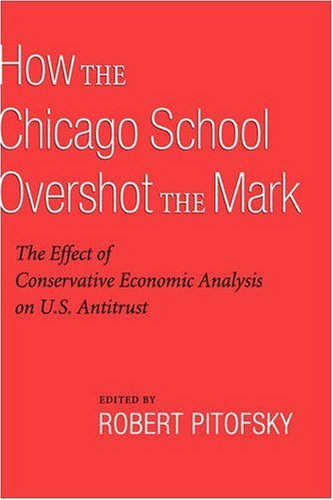 How THE
Chicago School
Overshot THE Mark
The Effect of
Conservative Economic Analysis
on U.S. Antitrust
EDITED BY
ROBERT PITOFSKY